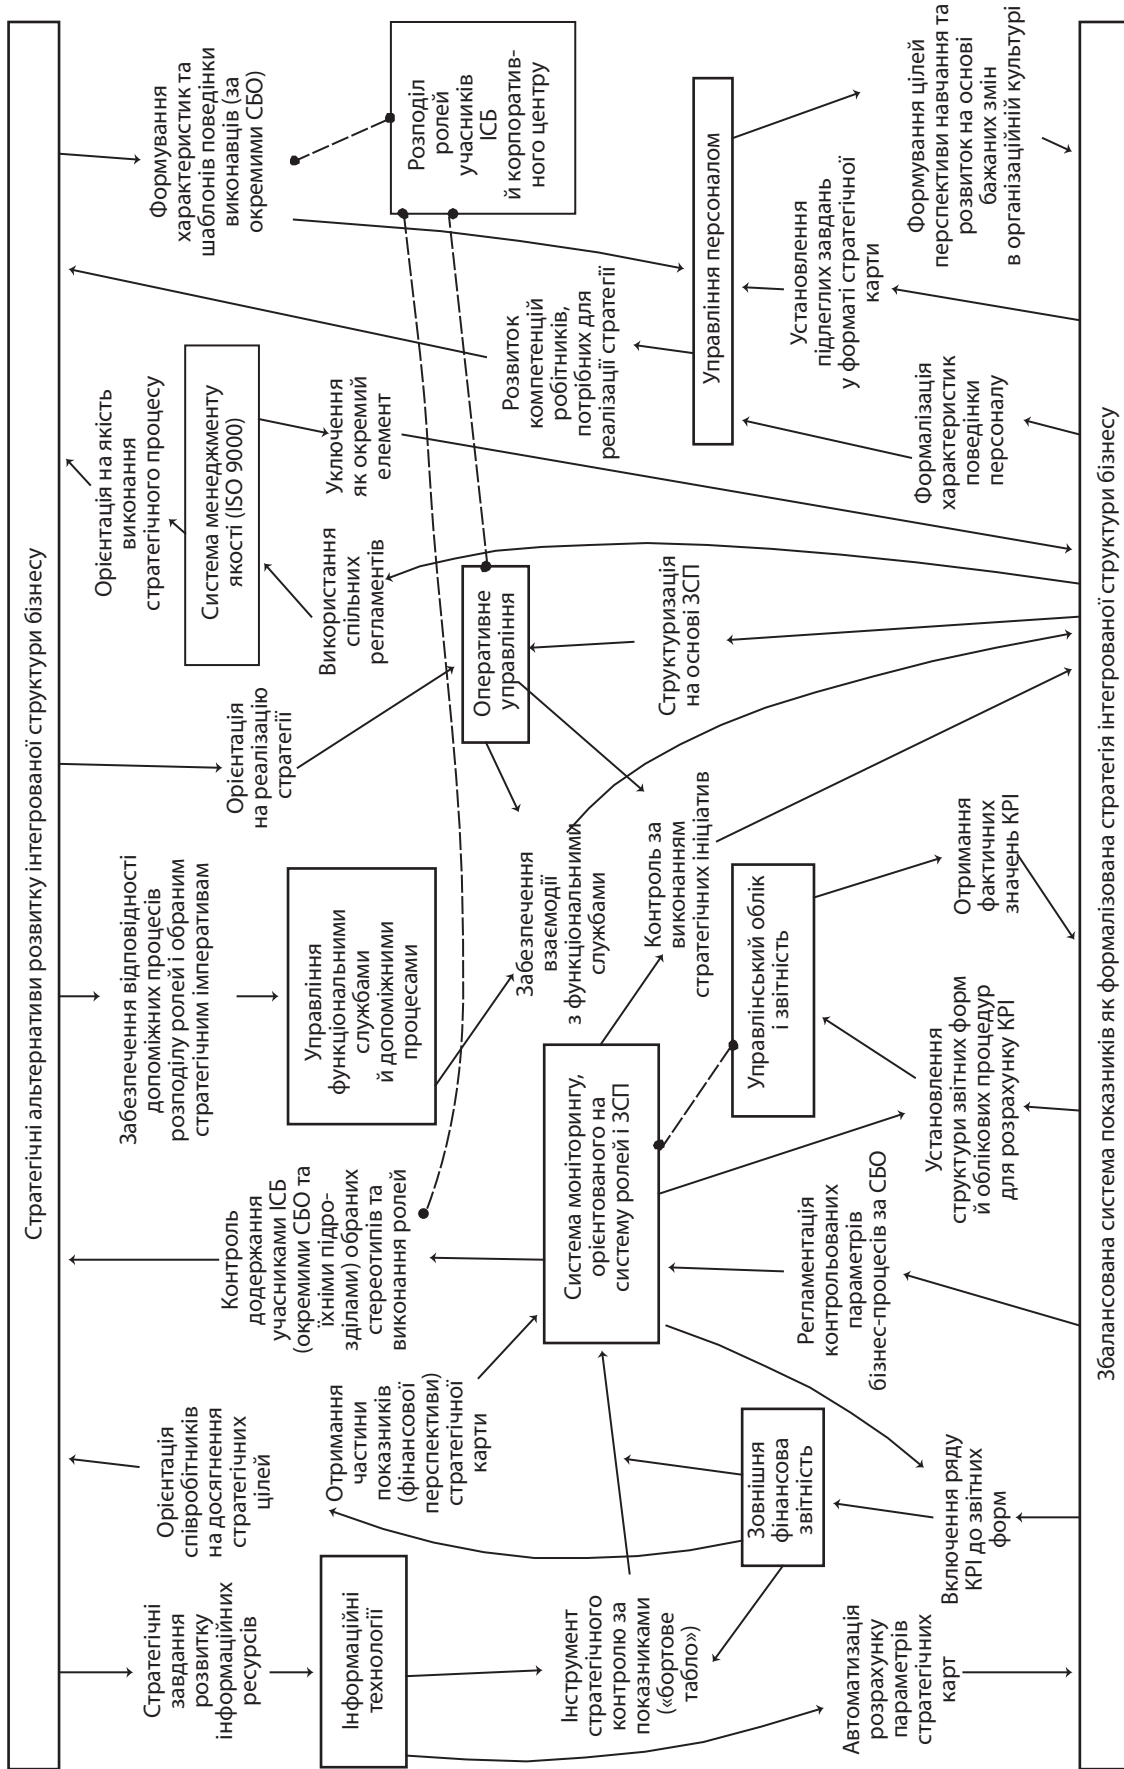 Стратегічні альтернативи розвитку інтегрованої структури бізнесу
Стратегічні
завдання
розвитку
інформаційних
ресурсів
Орієнтація
співробітників
на досягнення
стратегічних
цілей
Контроль
додержання
учасниками ІСБ
(окремими СБО та
їхніми підро-
зділами) обраних
стереотипів та
виконання ролей
Забезпечення відповідності
допоміжних процесів
розподілу ролей і обраним
стратегічним імперативам
Орієнтація
на реалізацію
стратегії
Орієнтація на якість
виконання
стратегічного процесу
Формування
характеристик та
шаблонів поведінки
виконавців (за
окремими СБО)
Інформаційні
технології
Отримання
частини
показників
(фінансової
перспективи)
стратегічної
карти
Управління
функціональними
службами
й допоміжними
процесами
Система менеджменту
якості (ISO 9000)
Використання
спільних
регламентів
Уключення
як окремий
елемент
Розподіл
ролей
учасників
ІСБ
й корпоратив-
ного центру
Інструмент
стратегічного
контролю за
показниками
(«бортове
табло»)
Система моніторингу,
орієнтованого на
систему ролей і ЗСП
Забезпечення
взаємодії
з функціональними
службами
Оперативне
управління
Розвиток
компетенцій
робітників,
потрібних для
реалізації стратегії
Контроль за
виконанням
стратегічних ініціатив
Структуризація
на основі ЗСП
Управління персоналом
Зовнішня
фінансова
звітність
Управлінський облік
і звітність
Регламентація
контрольованих
параметрів
бізнес-процесів за СБО
Установлення
підлеглих завдань
у форматі стратегічної
карти
Автоматизація
розрахунку
параметрів
стратегічних
карт
Включення ряду
КРІ до звітних
форм
Установлення
структури звітних форм
й облікових процедур
для розрахунку КРІ
Отримання
фактичних
значень КРІ
Формалізація
характеристик
поведінки
персоналу
Формування цілей
перспективи навчання та
розвиток на основі
бажаних змін
в організаційній культурі
Збалансована система показників як формалізована стратегія інтегрованої структури бізнесу